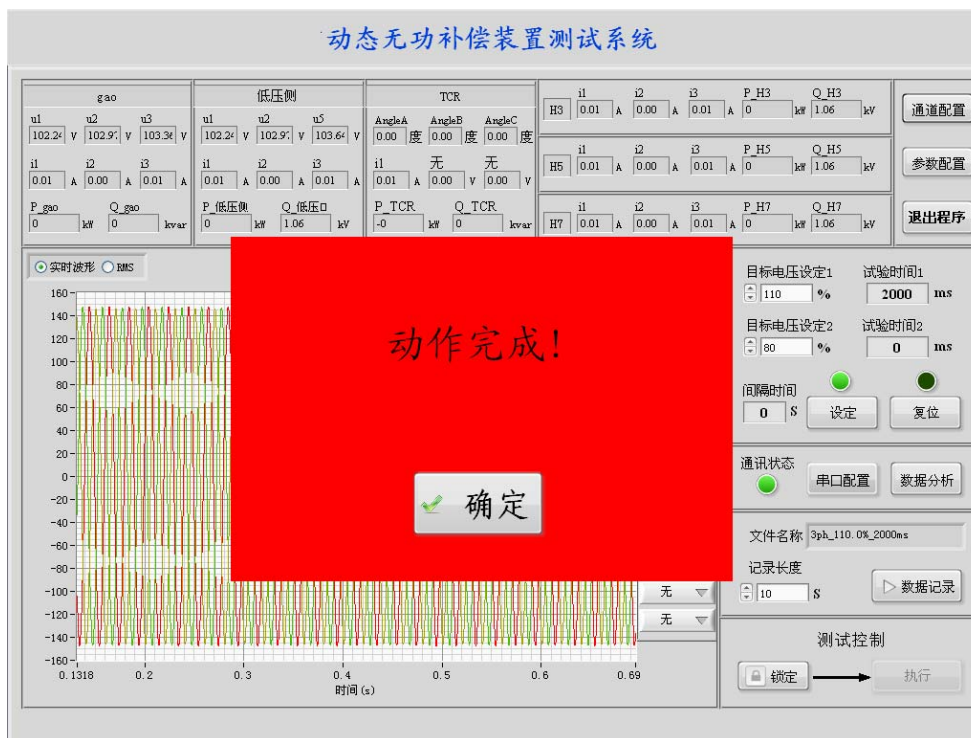 动态无功补偿装置测试系统
gao
u1 u2 u3
102.24 V 102.97 V 103.36 V
i1 i2 i3
0.01 A 0.00 A 0.01 A
P_gao Q_gao
0 kW 0 kvar
低压侧
u1 u2 u5
102.24 V 102.97 V 103.64 V
i1 i2 i3
0.01 A 0.00 A 0.01 A
P_低压侧 Q_低压口
0 kW 1.06 kV
TCR
AngleA AngleB AngleC
0.00 度 0.00 度 0.00 度
i1 无 无
0.01 A 0.00 V 0.00 V
P_TCR Q_TCR
-0 kW 0 kvar
i1 i2 i3 P_H3 Q_H3
H3 0.01 A 0.00 A 0.01 A 0 kW 1.06 kV
i1 i2 i3 P_H5 Q_H5
H5 0.01 A 0.00 A 0.01 A 0 kW 1.06 kV
i1 i2 i3 P_H7 Q_H7
H7 0.01 A 0.00 A 0.01 A 0 kW 1.06 kV
通道配置
参数配置
退出程序
实时波形 RMS
160
140
120
100
80
60
40
20
0
-20
-40
-60
-80
-100
-120
-140
-160
0.1318 0.2 0.3 0.4 0.5 0.6 0.69
时间(s)
动作完成!
确定
无
无
目标电压设定1 试验时间1
110 % 2000 ms
目标电压设定2 试验时间2
80 % 0 ms
间隔时间
0 S 设定 复位
通讯状态
串口配置 数据分析
文件名称 3ph_110.0%_2000ms
记录长度
10 S 数据记录
测试控制
锁定 执行